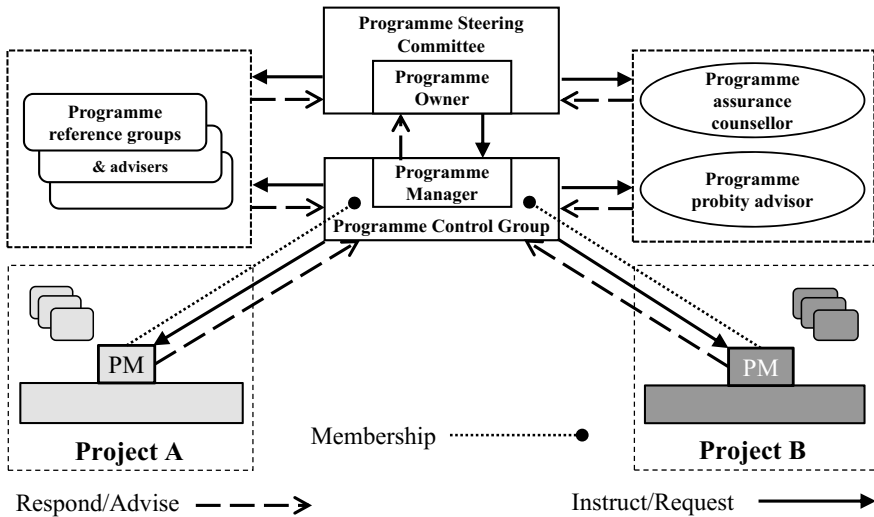 Programme Steering
Committee
Programme
Owner
Programme
reference groups
& advisers
Programme
assurance
counsellor
Programme
Manager
Programme
probity advisor
Programme Control Group
PM
PM
Project A
Membership
Project B
Respond/Advise
Instruct/Request